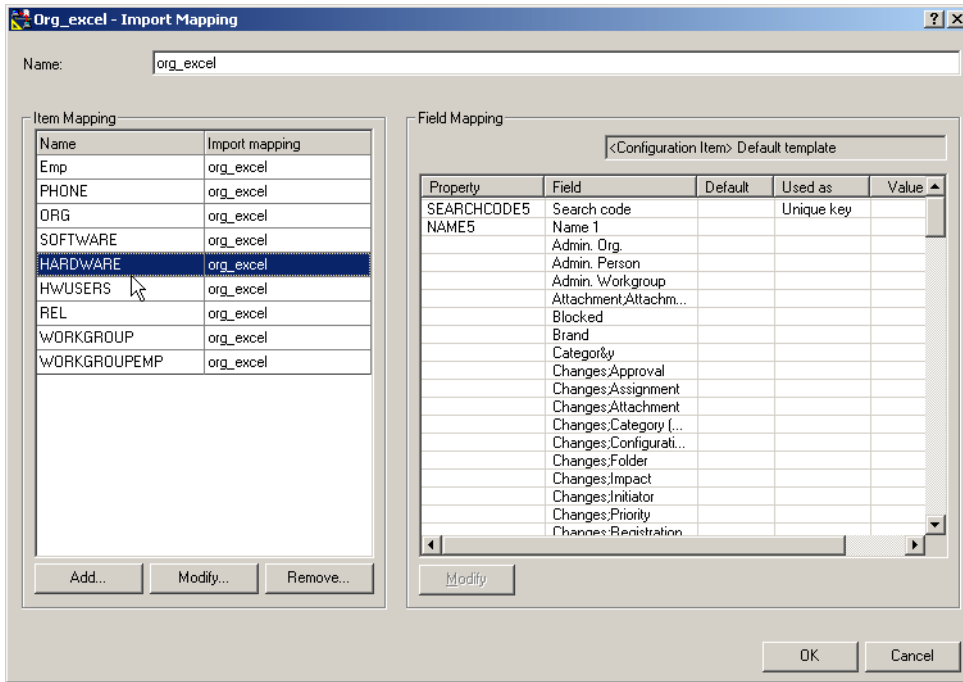 Org_excel - Import Mapping
Name: org_excel
Item Mapping
Name Import mapping
Emp org_excel
PHONE org_excel
ORG org_excel
SOFTWARE org_excel
HARDWARE org_excel
HWUSERS org_excel
REL org_excel
WORKGROUP org_excel
WORKGROUPEMP org_excel
Add... Modify... Remove...
Field Mapping
<Configuration Item> Default template
Property Field Default Used as Value
SEARCHCODE5 Search code Unique key
NAME5 Name 1
Admin. Org.
Admin. Person
Admin. Workgroup
Attachment;Attachm...
Blocked
Brand
Categor&y
Changes;Approval
Changes;Assignment
Changes;Attachment
Changes;Category (...
Changes;Configurati...
Changes;Folder
Changes;Impact
Changes;Initiator
Changes;Priority
Changes;Registration
Modify
OK Cancel